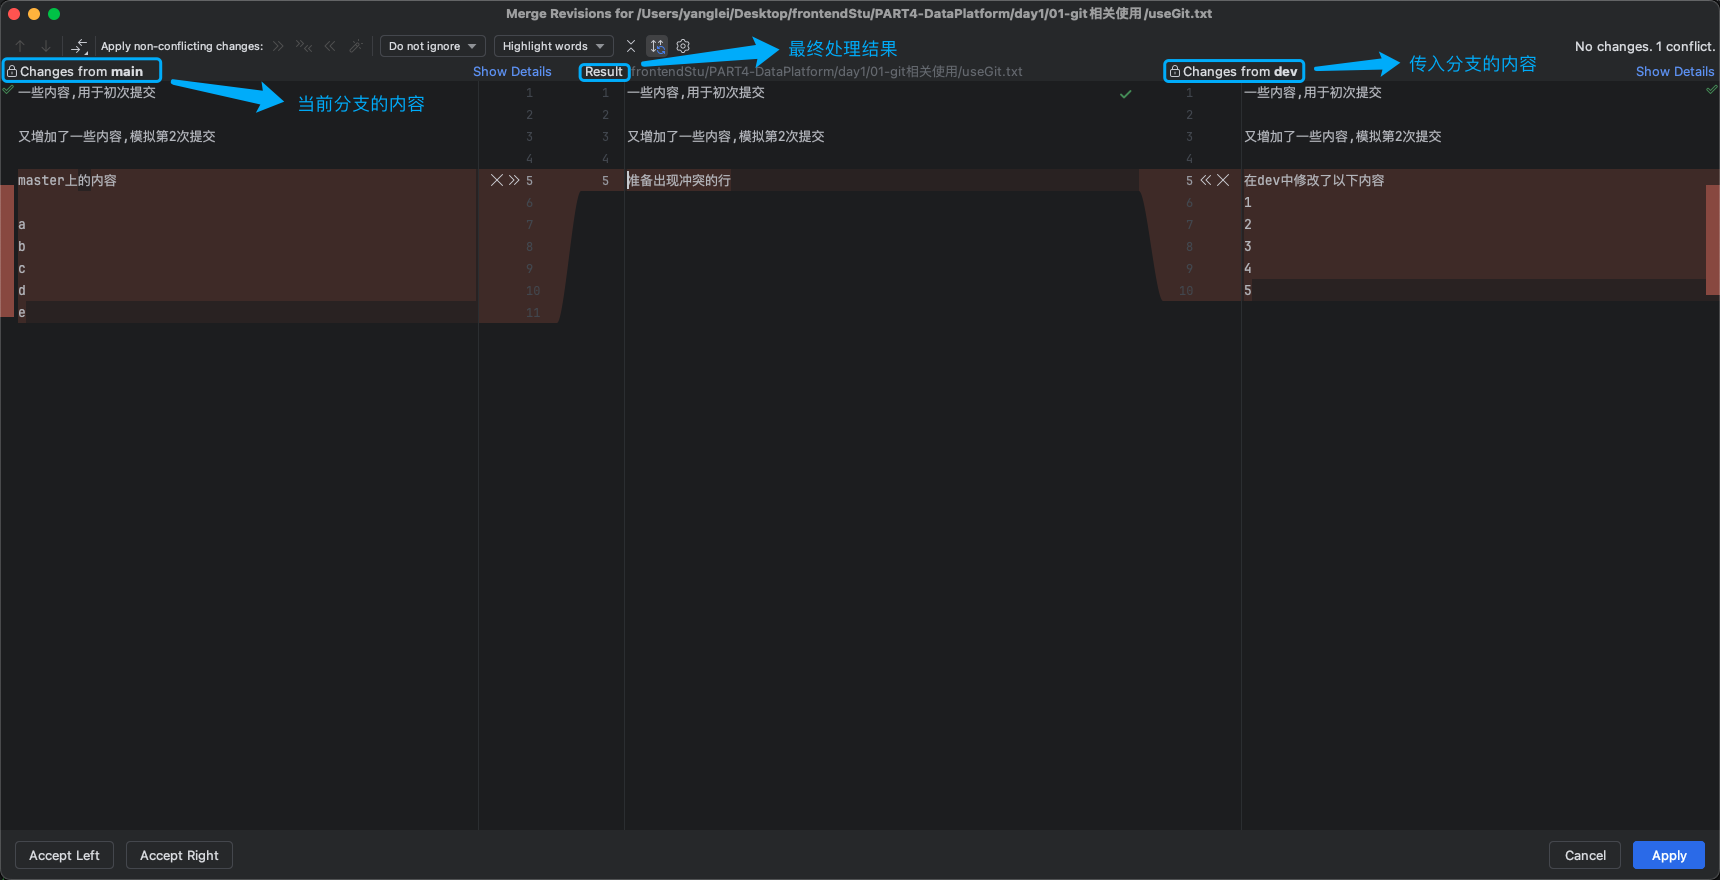 Merge Revisions for /Users/yanglei/Desktop/frontendStu/PART4-DataPlatform/day1/01-git相关使用/useGit.txt
Apply non-conflicting changes:
Do not ignore
Highlight words
最终处理结果
No changes. 1 conflict.
Changes from main
Show Details
Result
frontendStu/PART4-DataPlatform/day1/01-git相关使用/useGit.txt
Changes from dev
传入分支的内容
Show Details
当前分支的内容
一些内容,用于初次提交
又增加了一些内容,模拟第2次提交
master上的内容
a
b
c
d
e
1
2
3
4
5
6
7
8
9
10
11
1
2
3
4
5
一些内容,用于初次提交
又增加了一些内容,模拟第2次提交
准备出现冲突的行
1
2
3
4
5
6
7
8
9
10
一些内容,用于初次提交
又增加了一些内容,模拟第2次提交
在dev中修改了以下内容
1
2
3
4
5
Accept Left
Accept Right
Cancel
Apply